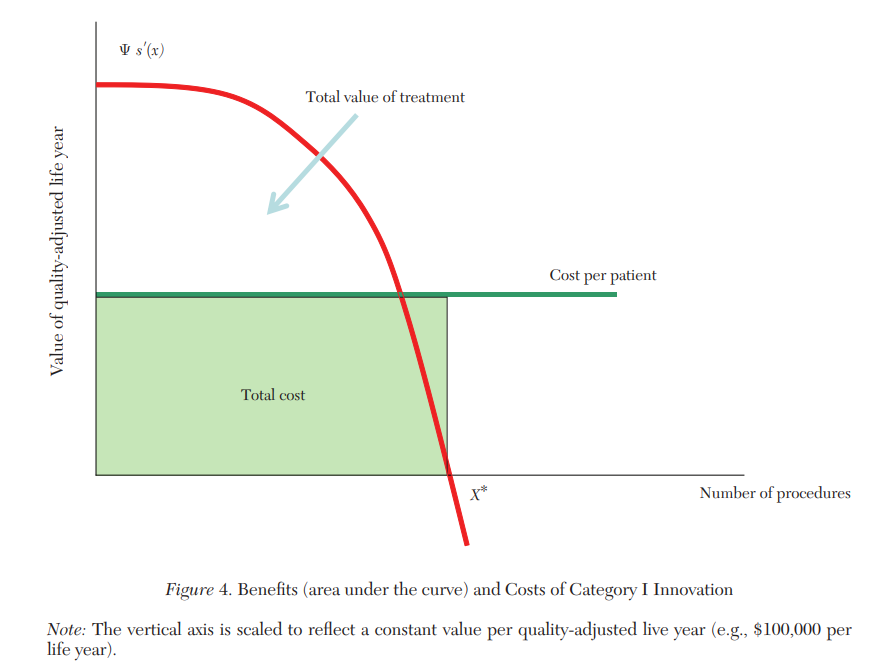 Ψ s′(x)
Total value of treatment
Value of quality-adjusted life year
Cost per patient
Total cost
X*
Number of procedures
Figure 4. Benefits (area under the curve) and Costs of Category I Innovation
Note: The vertical axis is scaled to reflect a constant value per quality-adjusted live year (e.g., $100,000 per
life year).